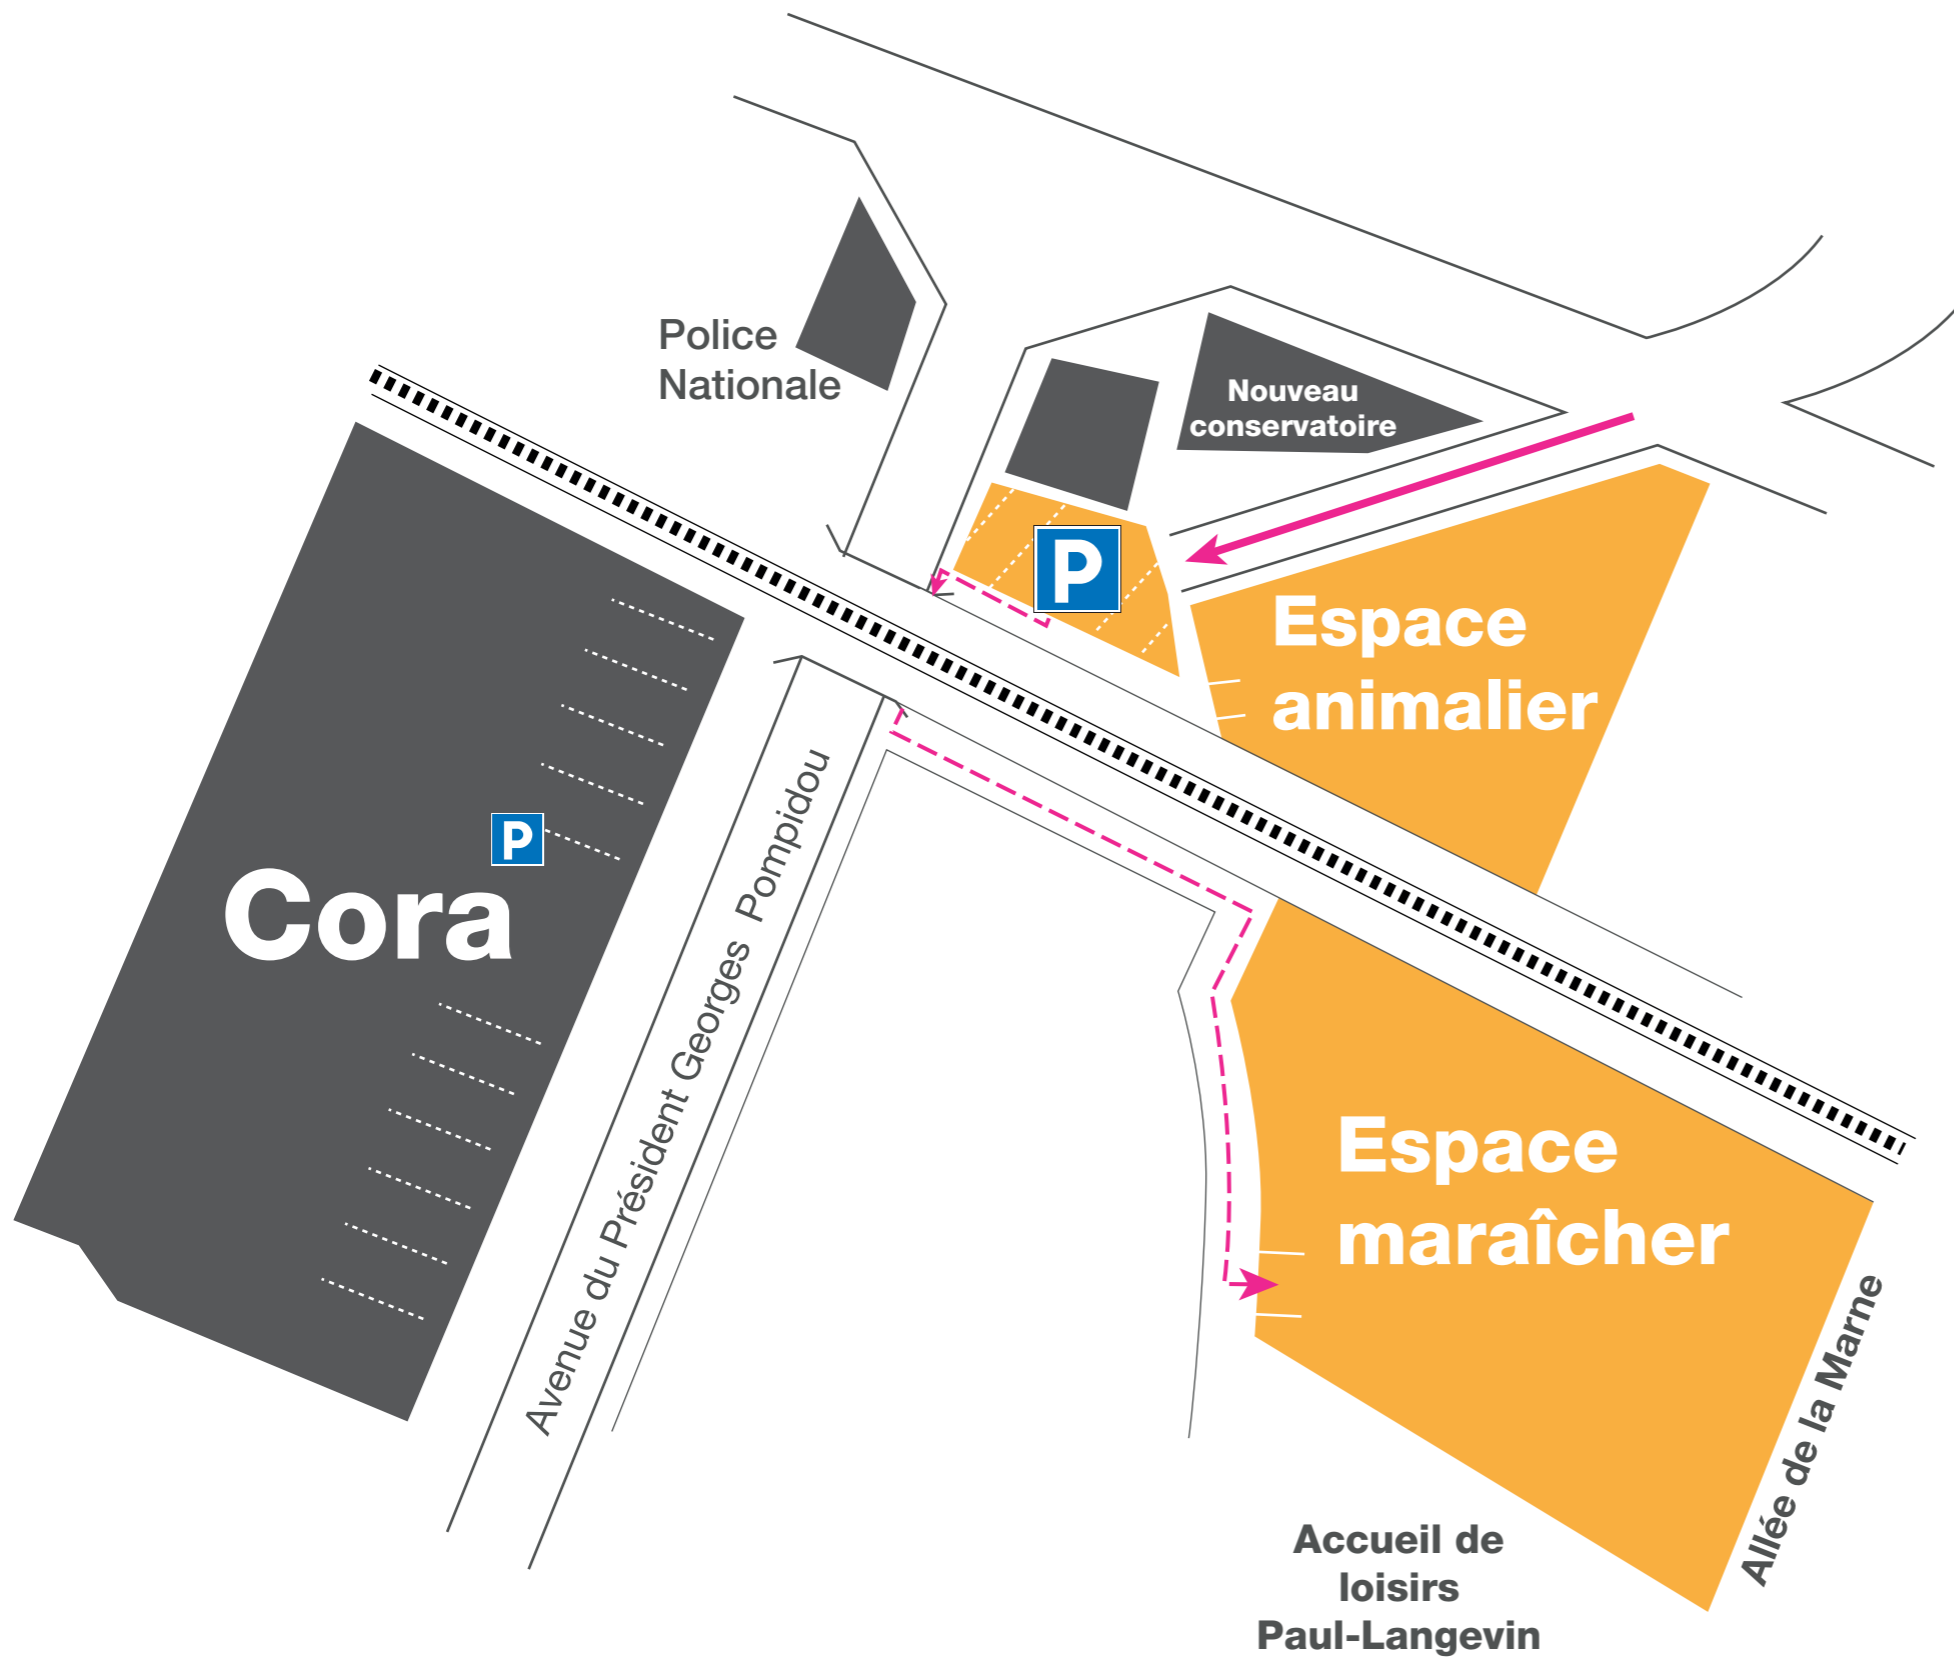 Police
Nationale
Nouveau
conservatoire
P
Espace
animalier
P
Cora
Avenue du Président Georges Pompidou
Espace
maraîcher
Allée de la Marne
Accueil de
loisirs
Paul-Langevin